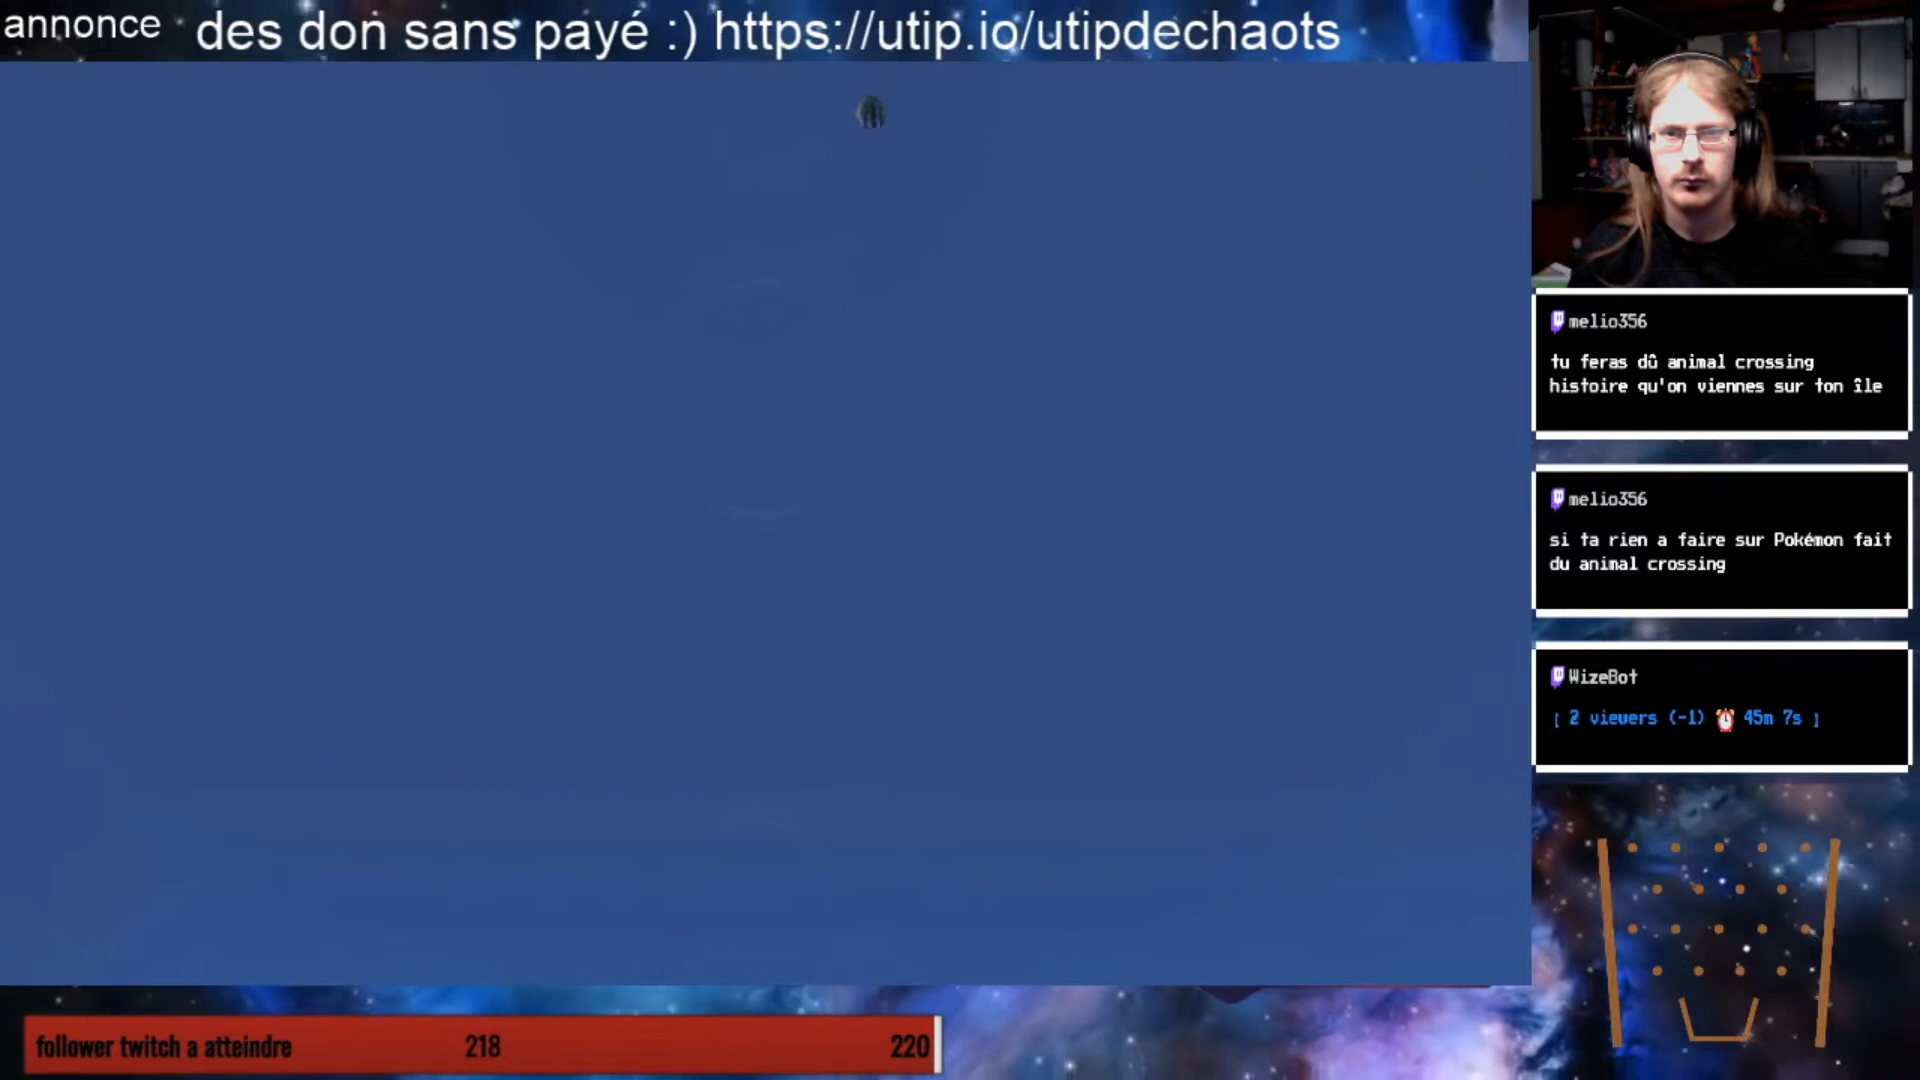 annonce
des don sans payé :) https://utip.io/utipdechaots
melio356
tu feras dû animal crossing
histoire qu'on viennes sur ton île
melio356
si ta rien a faire sur Pokémon fait
du animal crossing
WizeBot
[ 2 viewers (-1) ⏰ 45m 7s ]
follower twitch a atteindre 218 220